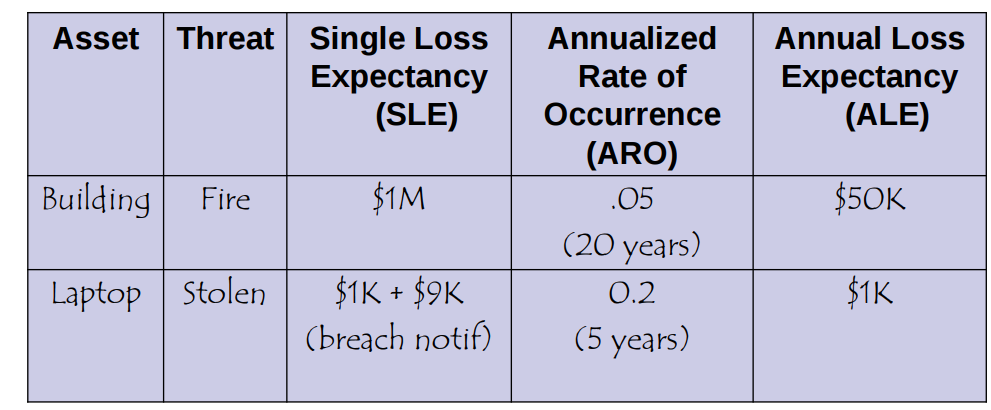 Asset
Threat
Single Loss
Expectancy
(SLE)
Annualized
Rate of
Occurrence
(ARO)
Annual Loss
Expectancy
(ALE)
Building
Fire
$1M
.05
(20 years)
$50K
Laptop
Stolen
$1K + $9K
(breach notif)
0.2
(5 years)
$1K